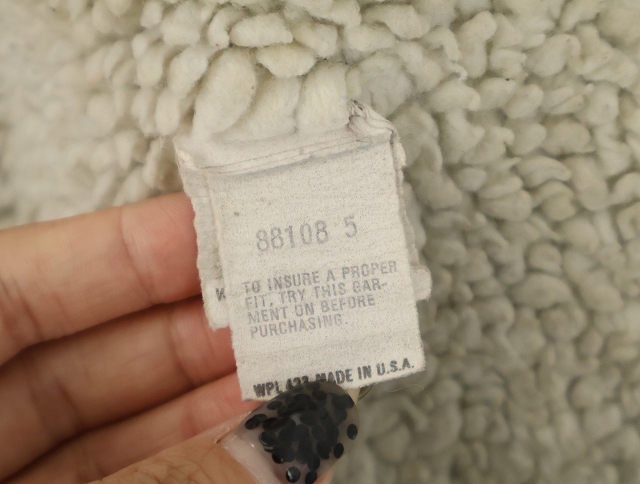 88108 5
W
TO INSURE A PROPER
FIT, TRY THIS GAR-
MENT ON BEFORE
PURCHASING.
WPL 423 MADE IN U.S.A.